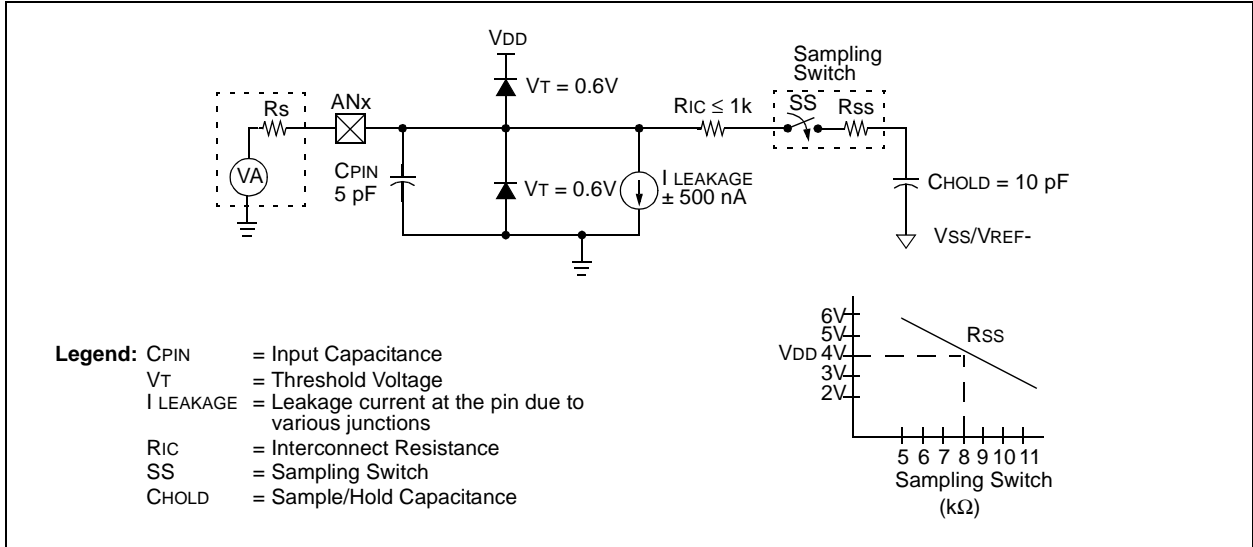 VDD
Sampling
Switch
VT = 0.6V
Rs
ANx
RIC ≤ 1k
SS
Rss
VA
CPIN
5 pF
VT = 0.6V
I LEAKAGE
± 500 nA
CHOLD = 10 pF
VSS/VREF-
Legend: CPIN = Input Capacitance
VT = Threshold Voltage
I LEAKAGE = Leakage current at the pin due to
various junctions
RIC = Interconnect Resistance
SS = Sampling Switch
CHOLD = Sample/Hold Capacitance
6V
5V
VDD 4V
3V
2V
RSS
5 6 7 8 9 10 11
Sampling Switch
(kΩ)